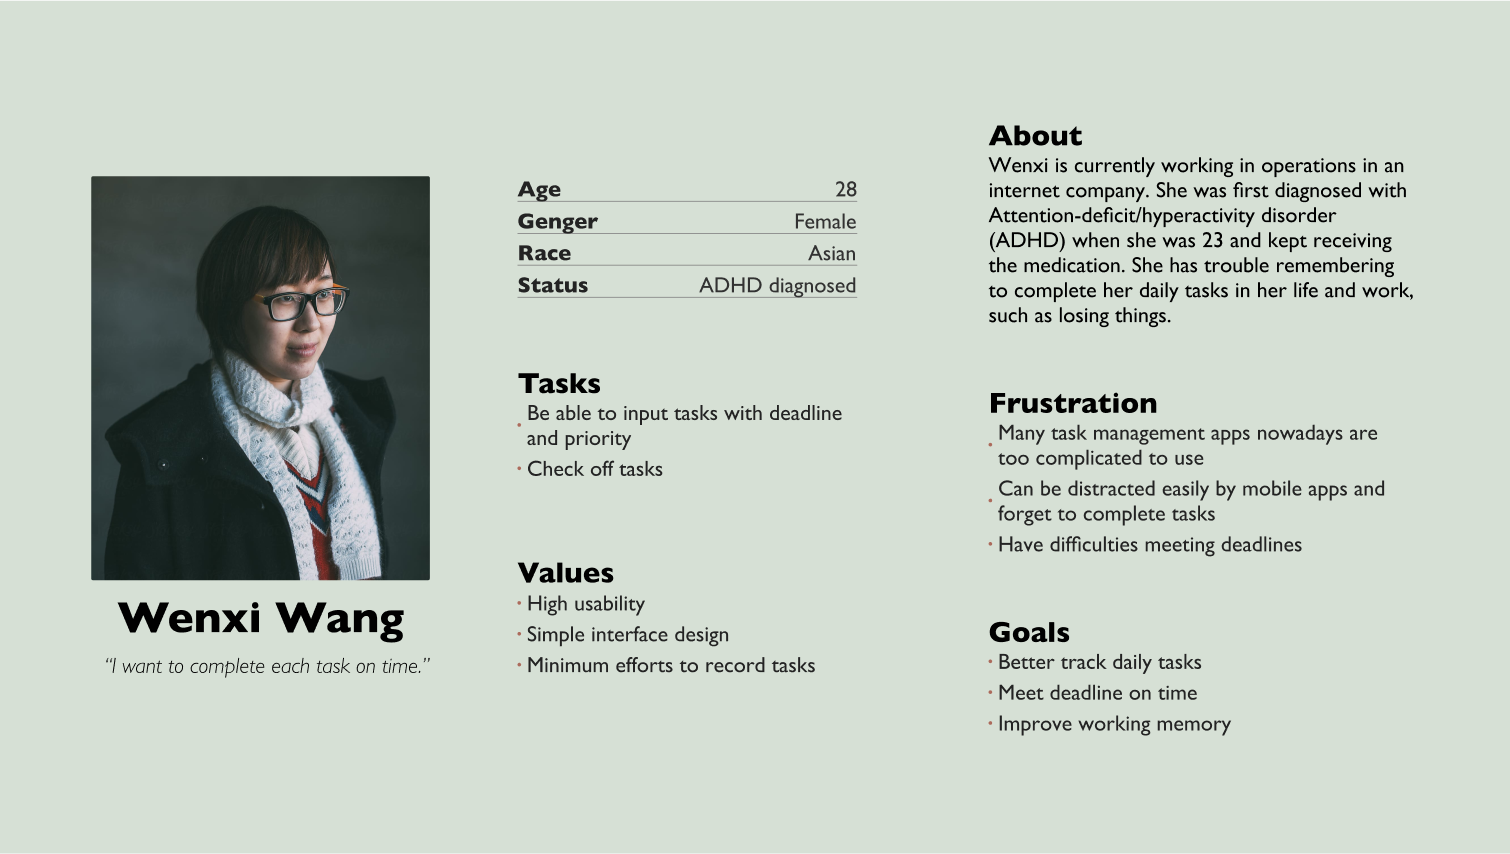 Wenxi Wang
“I want to complete each task on time.”
Age 28
Genger Female
Race Asian
Status ADHD diagnosed
Tasks
· Be able to input tasks with deadline
and priority
· Check off tasks
Values
· High usability
· Simple interface design
· Minimum efforts to record tasks
About
Wenxi is currently working in operations in an
internet company. She was first diagnosed with
Attention-deficit/hyperactivity disorder
(ADHD) when she was 23 and kept receiving
the medication. She has trouble remembering
to complete her daily tasks in her life and work,
such as losing things.
Frustration
· Many task management apps nowadays are
too complicated to use
· Can be distracted easily by mobile apps and
forget to complete tasks
· Have difficulties meeting deadlines
Goals
· Better track daily tasks
· Meet deadline on time
· Improve working memory